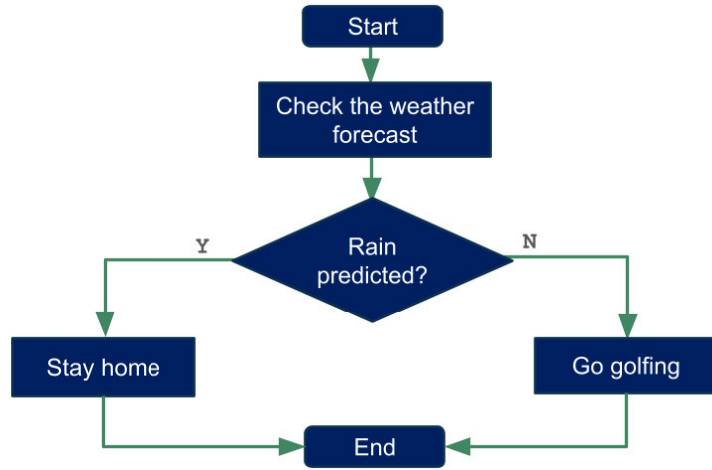 Start
Check the weather
forecast
Rain
predicted?
Y
N
Stay home
Go golfing
End